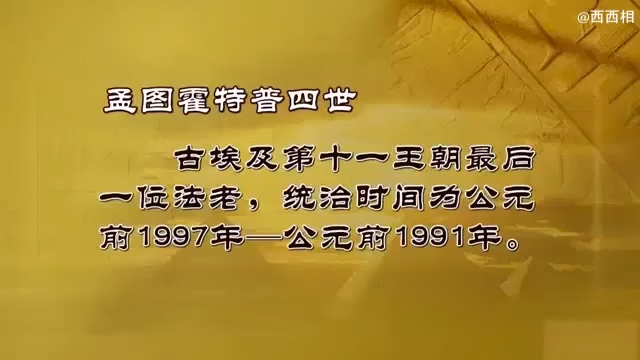 @西西相
孟图霍特普四世
古埃及第十一王朝最后
一位法老，统治时间为公元
前1997年—公元前1991年。